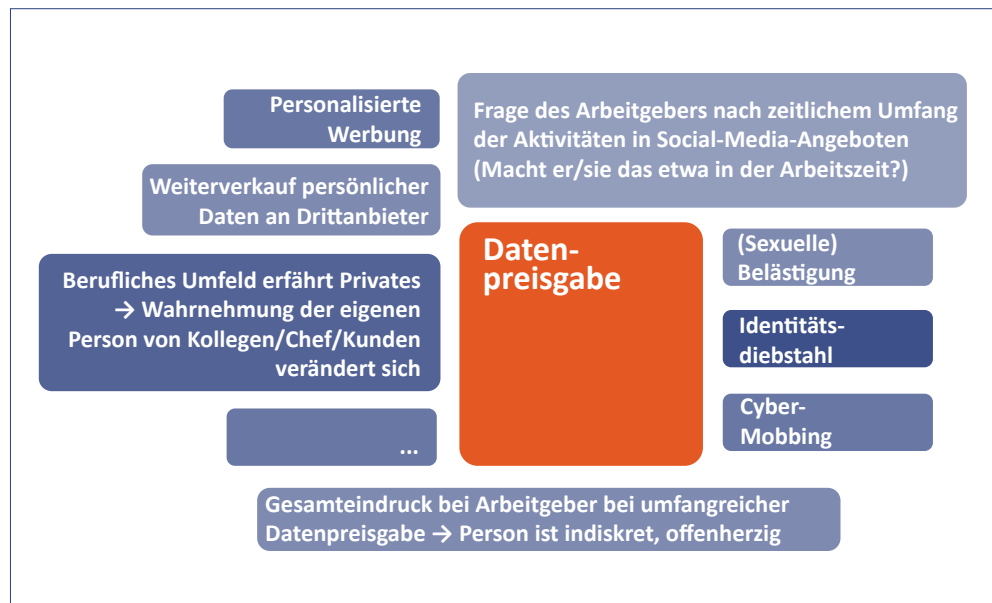 Personalisierte
Werbung
Frage des Arbeitgebers nach zeitlichem Umfang
der Aktivitäten in Social-Media-Angeboten
(Macht er/sie das etwa in der Arbeitszeit?)
Weiterverkauf persönlicher
Daten an Drittanbieter
Daten-
preisgabe
(Sexuelle)
Belästigung
Berufliches Umfeld erfährt Privates
→ Wahrnehmung der eigenen
Person von Kollegen/Chef/Kunden
verändert sich
Identitäts-
diebstahl
Cyber-
Mobbing
...
Gesamteindruck bei Arbeitgeber bei umfangreicher
Datenpreisgabe → Person ist indiskret, offenherzig